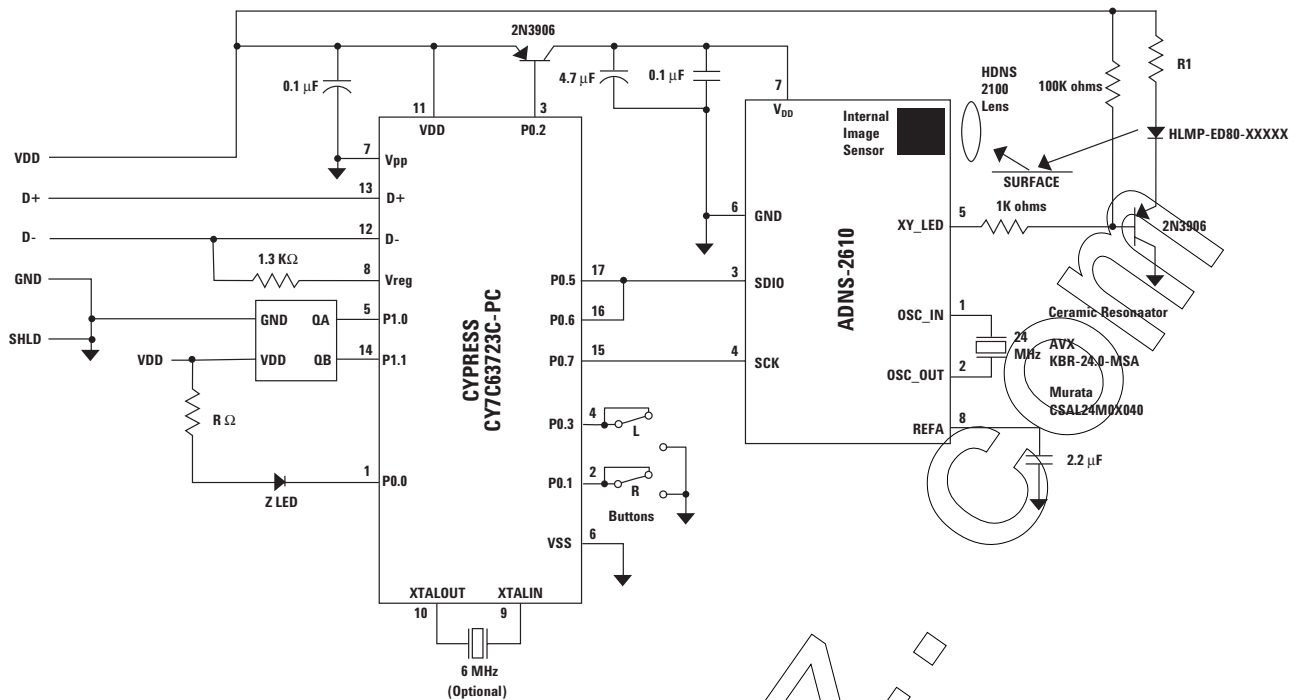 2N3906
R1
0.1 µF
4.7 µF
0.1 µF
100K ohms
HDNS
2100
Lens
HLMP-ED80-XXXXX
SURFACE
1K ohms
2N3906
VDD
D+
D-
GND
SHLD
1.3 KΩ
GND QA
VDD QB
VDD
R Ω
Z LED
11
VDD
3
P0.2
7 Vpp
13 D+
12 D-
8 Vreg
5 P1.0
14 P1.1
1 P0.0
CYPRESS
CY7C63723C-PC
P0.5 17
P0.6 16
P0.7 15
P0.3 4
L
P0.1 2
R
Buttons
VSS 6
XTALOUT XTALIN
10 9
6 MHz
(Optional)
7
VDD
Internal
Image
Sensor
6 GND
3 SDIO
4 SCK
ADNS-2610
XY_LED 5
OSC_IN 1
OSC_OUT 2
REFA 8
24
MHz
Ceramic Resonaator
AVX
KBR-24.0-MSA
Murata
CSAL24M0X040
2.2 µF
A.com